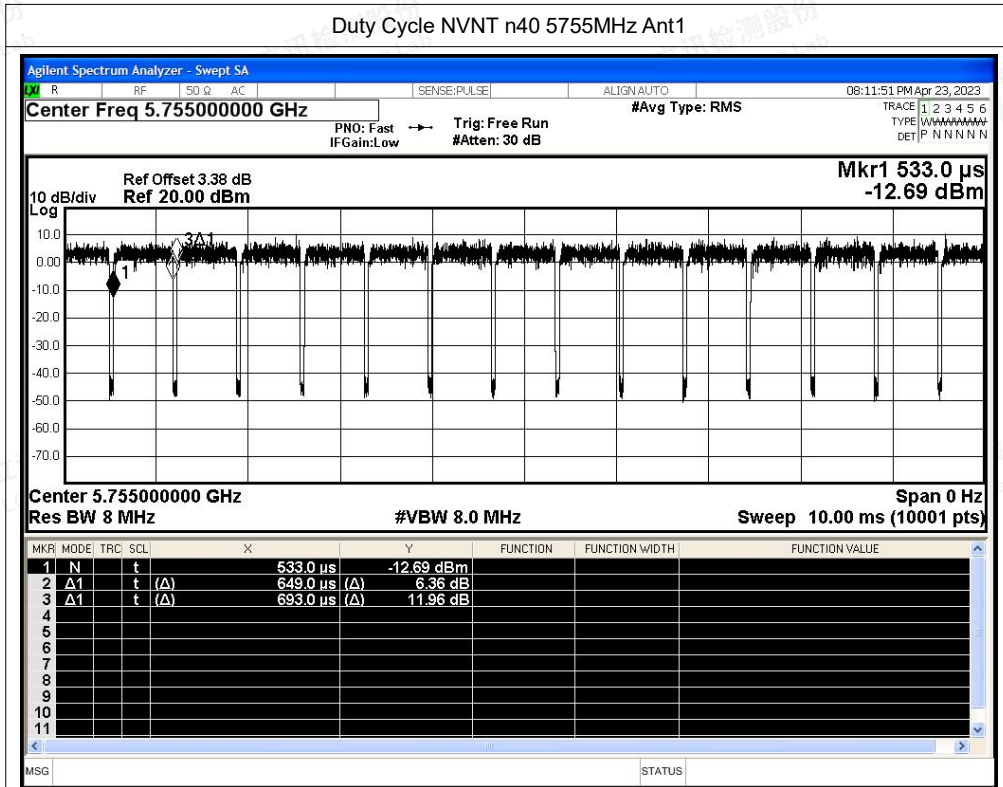 Duty Cycle NVNT n40 5755MHz Ant1
Agilent Spectrum Analyzer - Swept SA
LXI R RF 50 Ω AC SENSE:PULSE ALIGN AUTO 08:11:51 PM Apr 23, 2023
Center Freq 5.755000000 GHz #Avg Type: RMS TRACE 1 2 3 4 5 6
PNO: Fast Trig: Free Run TYPE WWWWWW
IFGain:Low #Atten: 30 dB DET P N N N N N
Mkr1 533.0 µs
Ref Offset 3.38 dB
10 dB/div Ref 20.00 dBm -12.69 dBm
Log
10.0
3Δ1
0.00
1
-10.0
-20.0
-30.0
-40.0
-50.0
-60.0
-70.0
Center 5.755000000 GHz Span 0 Hz
Res BW 8 MHz #VBW 8.0 MHz Sweep 10.00 ms (10001 pts)
MKR MODE TRC SCL X Y FUNCTION FUNCTION WIDTH FUNCTION VALUE
1 N t 533.0 µs -12.69 dBm
2 Δ1 t (Δ) 649.0 µs (Δ) 6.36 dB
3 Δ1 t (Δ) 693.0 µs (Δ) 11.96 dB
4
5
6
7
8
9
10
11
MSG STATUS